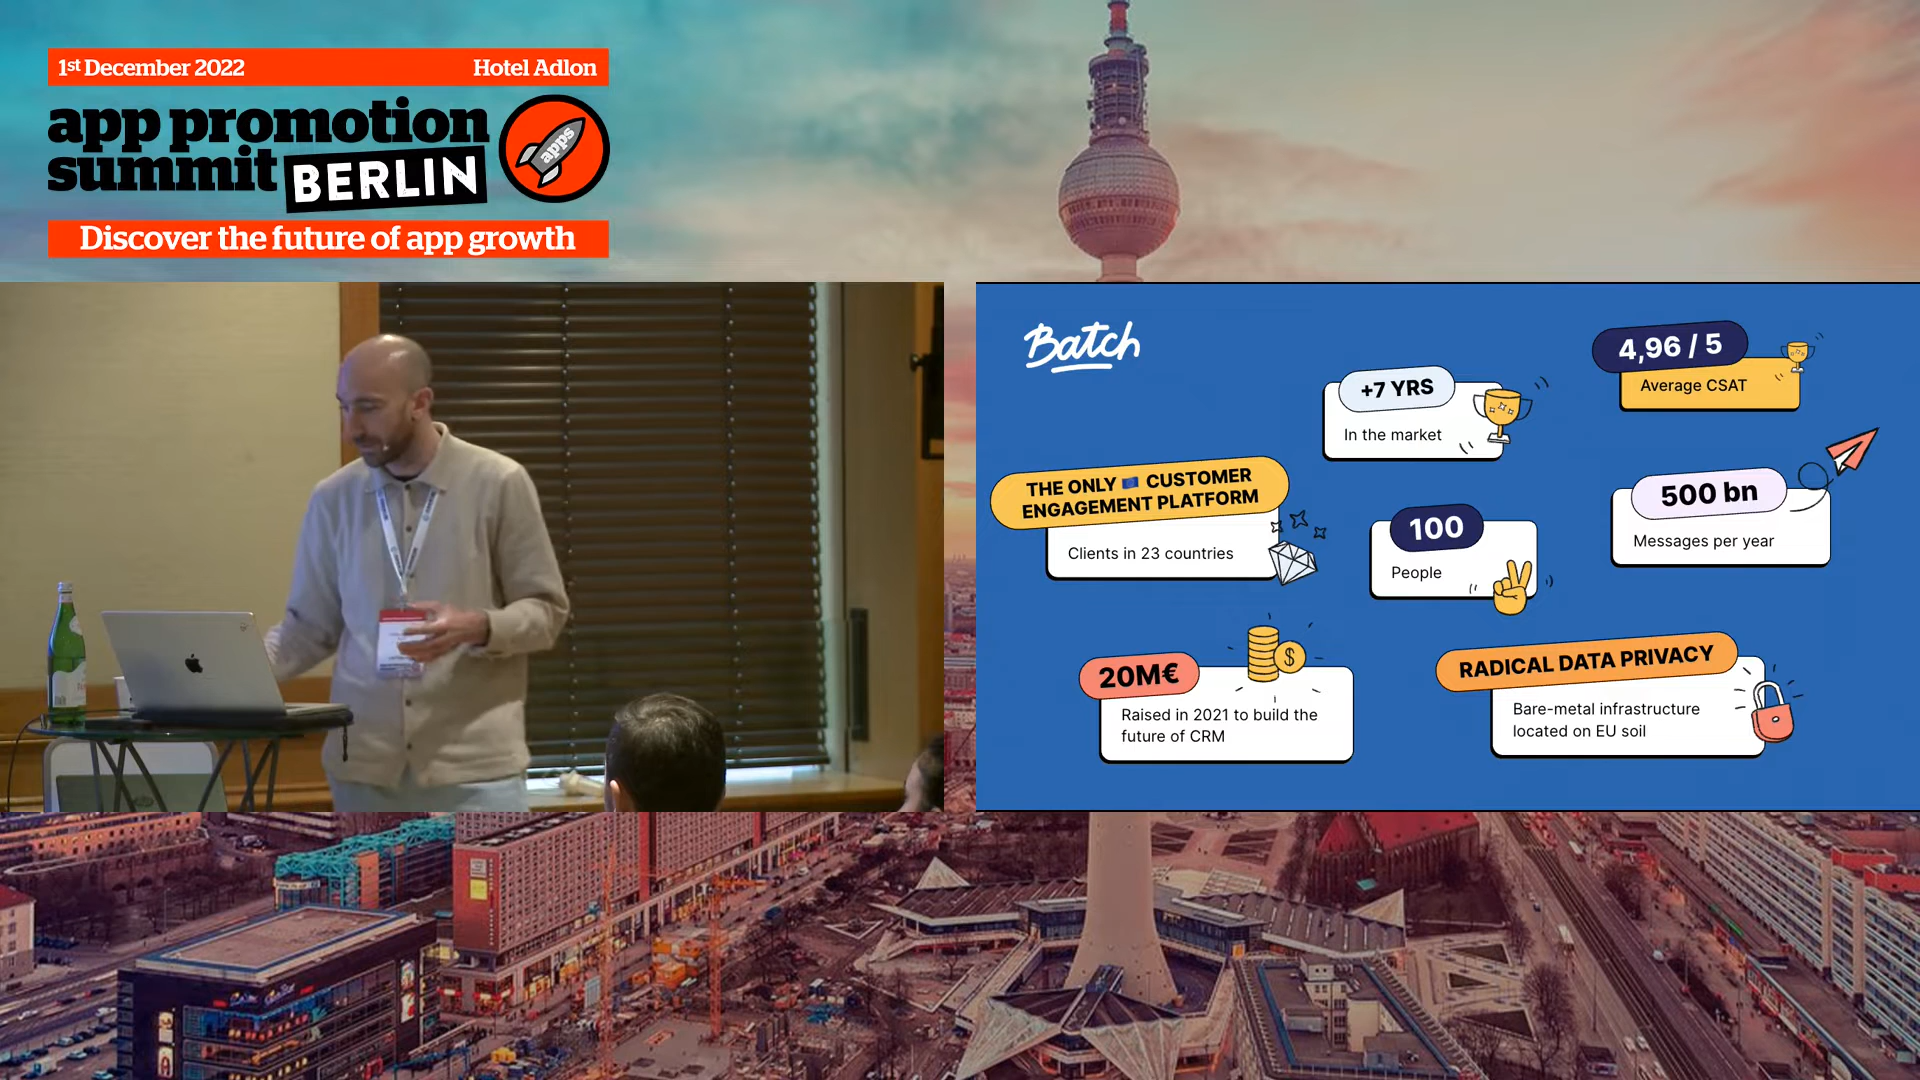 1st December 2022
Hotel Adlon
app promotion
summit BERLIN
apps
Discover the future of app growth
Batch
4,96 / 5
Average CSAT
+7 YRS
In the market
THE ONLY 🇪🇺 CUSTOMER
ENGAGEMENT PLATFORM
Clients in 23 countries
500 bn
Messages per year
100
People
20M€
Raised in 2021 to build the
future of CRM
$
RADICAL DATA PRIVACY
Bare-metal infrastructure
located on EU soil